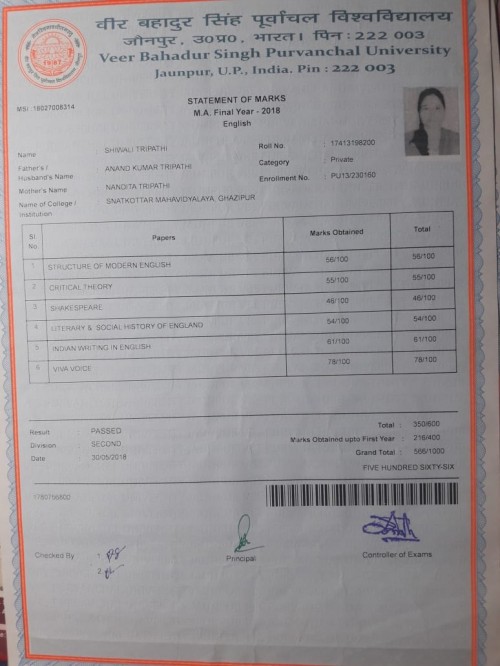 वीर बहादुर सिंह पूर्वांचल विश्वविद्यालय
जौनपुर, उ०प्र०, भारत। पिन : 222 003
Veer Bahadur Singh Purvanchal University
Jaunpur, U.P., India. Pin : 222 003
1987
MSI :18027008314
STATEMENT OF MARKS
M.A. Final Year - 2018
English
Name : SHIWALI TRIPATHI Roll No. : 17413198200
Father's / Husband's Name : ANAND KUMAR TRIPATHI Category : Private
Mother's Name : NANDITA TRIPATHI Enrollment No. : PU13/230160
Name of College / Institution : SNATKOTTAR MAHAVIDYALAYA, GHAZIPUR
Sl. No. Papers Marks Obtained Total
1 STRUCTURE OF MODERN ENGLISH 56/100 56/100
2 CRITICAL THEORY 55/100 55/100
3 SHAKESPEARE 46/100 46/100
4 LITERARY & SOCIAL HISTORY OF ENGLAND 54/100 54/100
5 INDIAN WRITING IN ENGLISH 61/100 61/100
6 VIVA VOICE 78/100 78/100
Result : PASSED Total : 350/600
Division : SECOND Marks Obtained upto First Year : 216/400
Date : 30/05/2018 Grand Total : 566/1000
FIVE HUNDRED SIXTY-SIX
1780756800
Checked By 1.
2.
Principal
Controller of Exams